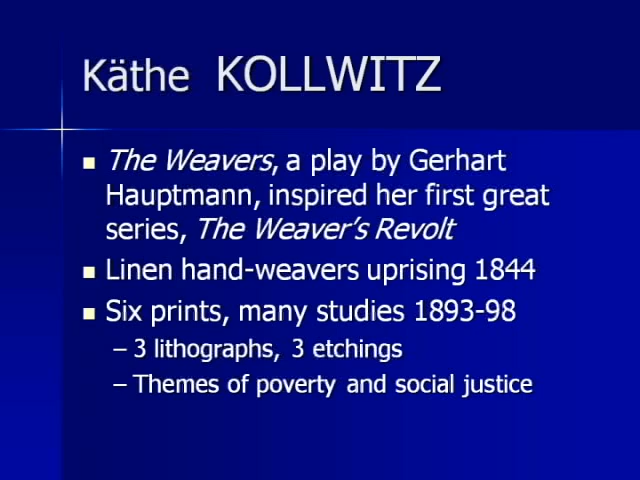 Käthe KOLLWITZ
The Weavers, a play by Gerhart
Hauptmann, inspired her first great
series, The Weaver's Revolt
Linen hand-weavers uprising 1844
Six prints, many studies 1893-98
– 3 lithographs, 3 etchings
– Themes of poverty and social justice